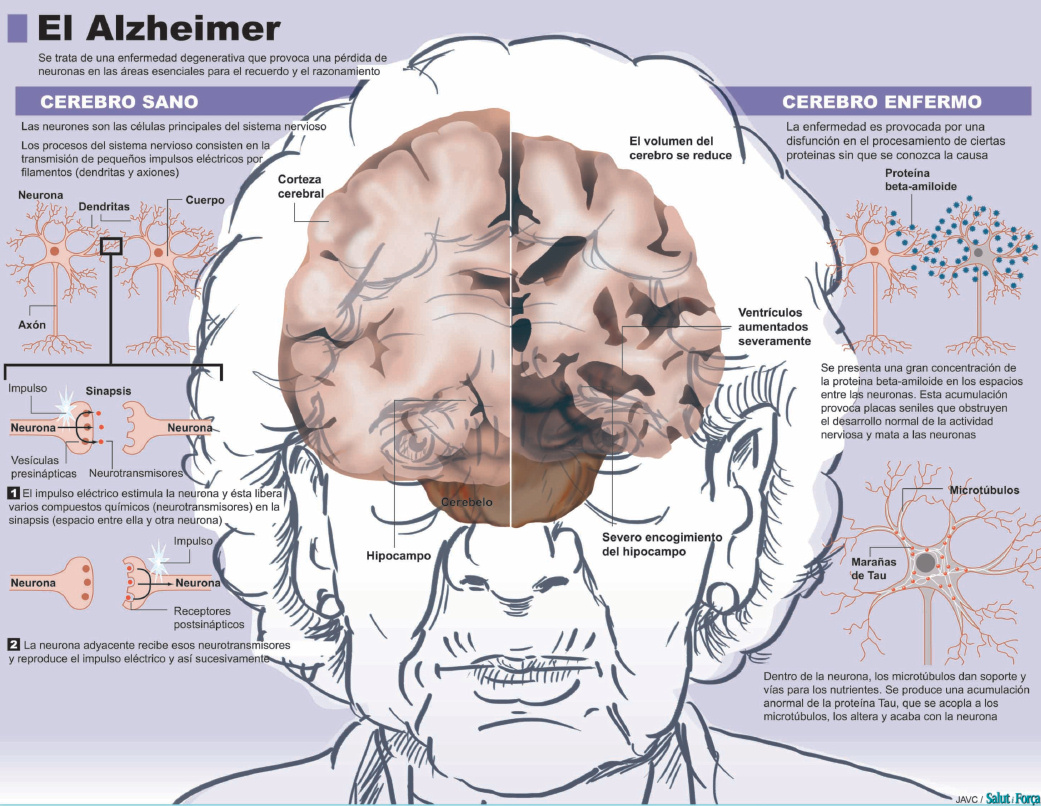 El Alzheimer
Se trata de una enfermedad degenerativa que provoca una pérdida de
neuronas en las áreas esenciales para el recuerdo y el razonamiento
CEREBRO SANO
Las neurones son las células principales del sistema nervioso
Los procesos del sistema nervioso consisten en la
transmisión de pequeños impulsos eléctricos por
filamentos (dendritas y axiones)
Neurona
Dendritas
Cuerpo
Axón
Impulso
Sinapsis
Neurona
Neurona
Vesículas
presinápticas
Neurotransmisores
1 El impulso eléctrico estimula la neurona y ésta libera
varios compuestos químicos (neurotransmisores) en la
sinapsis (espacio entre ella y otra neurona)
Impulso
Neurona
Neurona
Receptores
postsinápticos
2 La neurona adyacente recibe esos neurotransmisores
y reproduce el impulso eléctrico y así sucesivamente
Corteza
cerebral
Hipocampo
Cerebelo
El volumen del
cerebro se reduce
Ventrículos
aumentados
severamente
Severo encogimiento
del hipocampo
CEREBRO ENFERMO
La enfermedad es provocada por una
disfunción en el procesamiento de ciertas
proteinas sin que se conozca la causa
Proteína
beta-amiloide
Se presenta una gran concentración de
la proteina beta-amiloide en los espacios
entre las neuronas. Esta acumulación
provoca placas seniles que obstruyen
el desarrollo normal de la actividad
nerviosa y mata a las neuronas
Microtúbulos
Marañas
de Tau
Dentro de la neurona, los microtúbulos dan soporte y
vías para los nutrientes. Se produce una acumulación
anormal de la proteína Tau, que se acopla a los
microtúbulos, los altera y acaba con la neurona
JAVC / Salut i Força